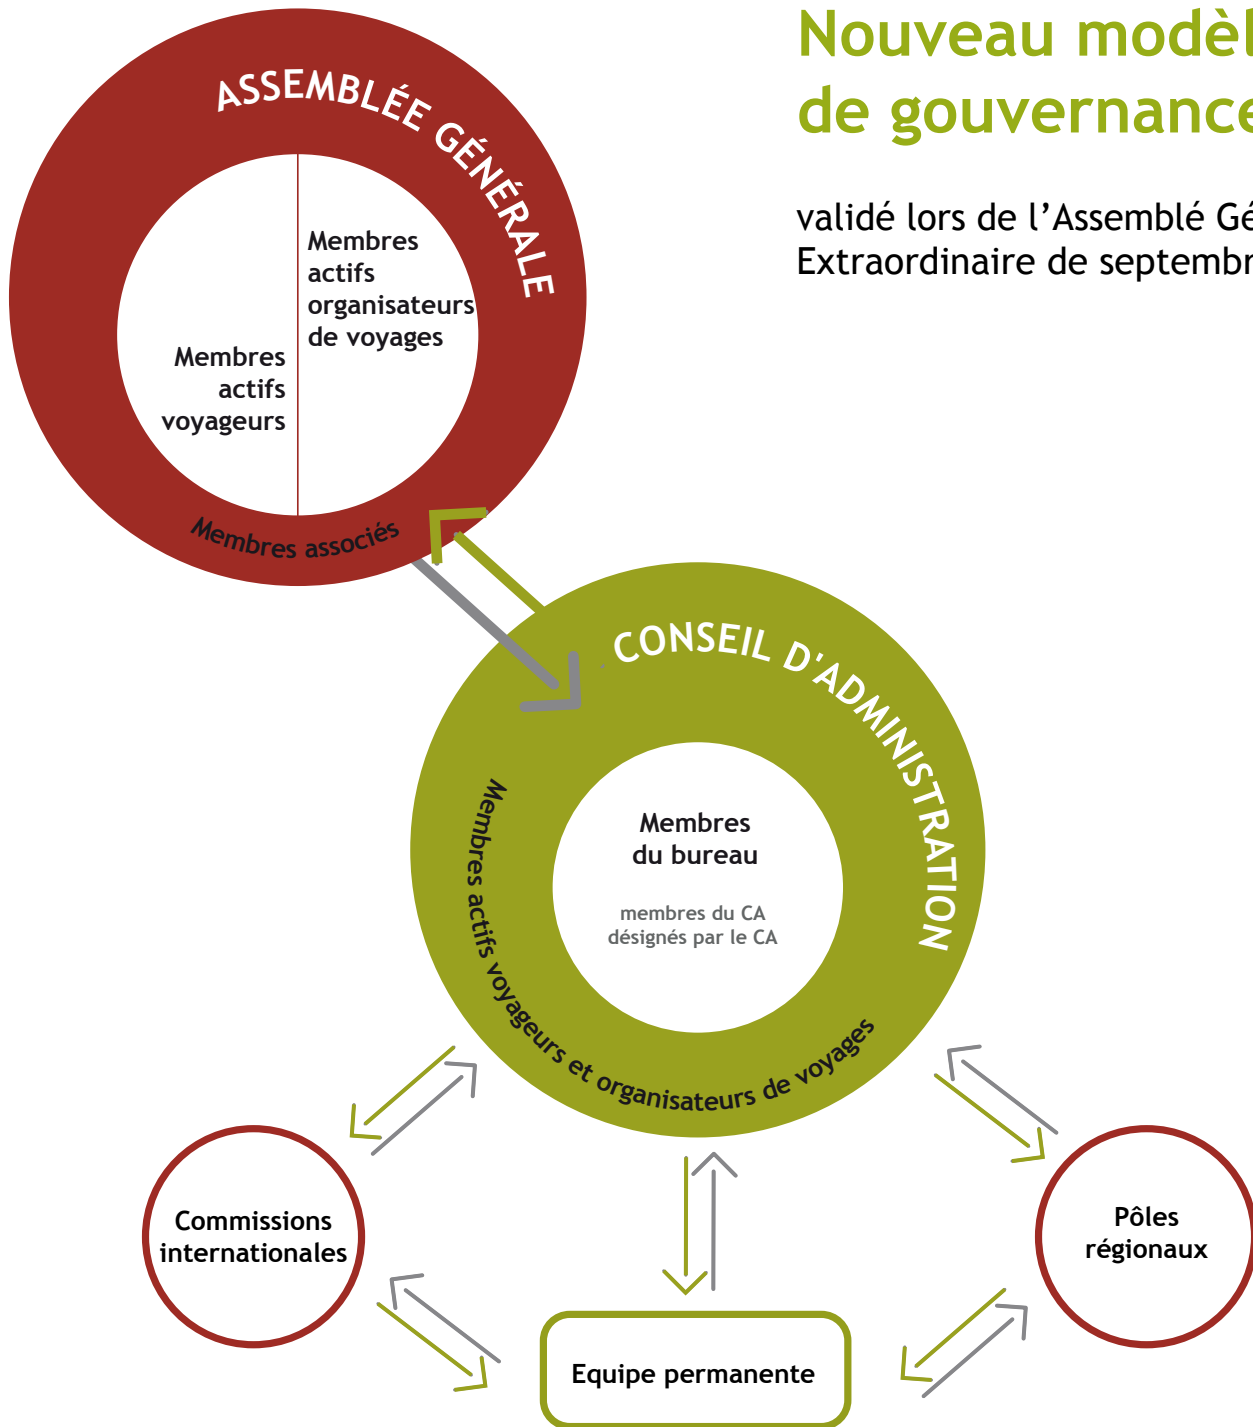 Nouveau modèl
de gouvernance
validé lors de l’Assemblé Gé
Extraordinaire de septembr
ASSEMBLÉE GÉNÉRALE
Membres
actifs
organisateurs
de voyages
Membres
actifs
voyageurs
Membres associés
CONSEIL D'ADMINISTRATION
Membres
du bureau
membres du CA
désignés par le CA
Membres actifs voyageurs et organisateurs de voyages
Commissions
internationales
Pôles
régionaux
Equipe permanente